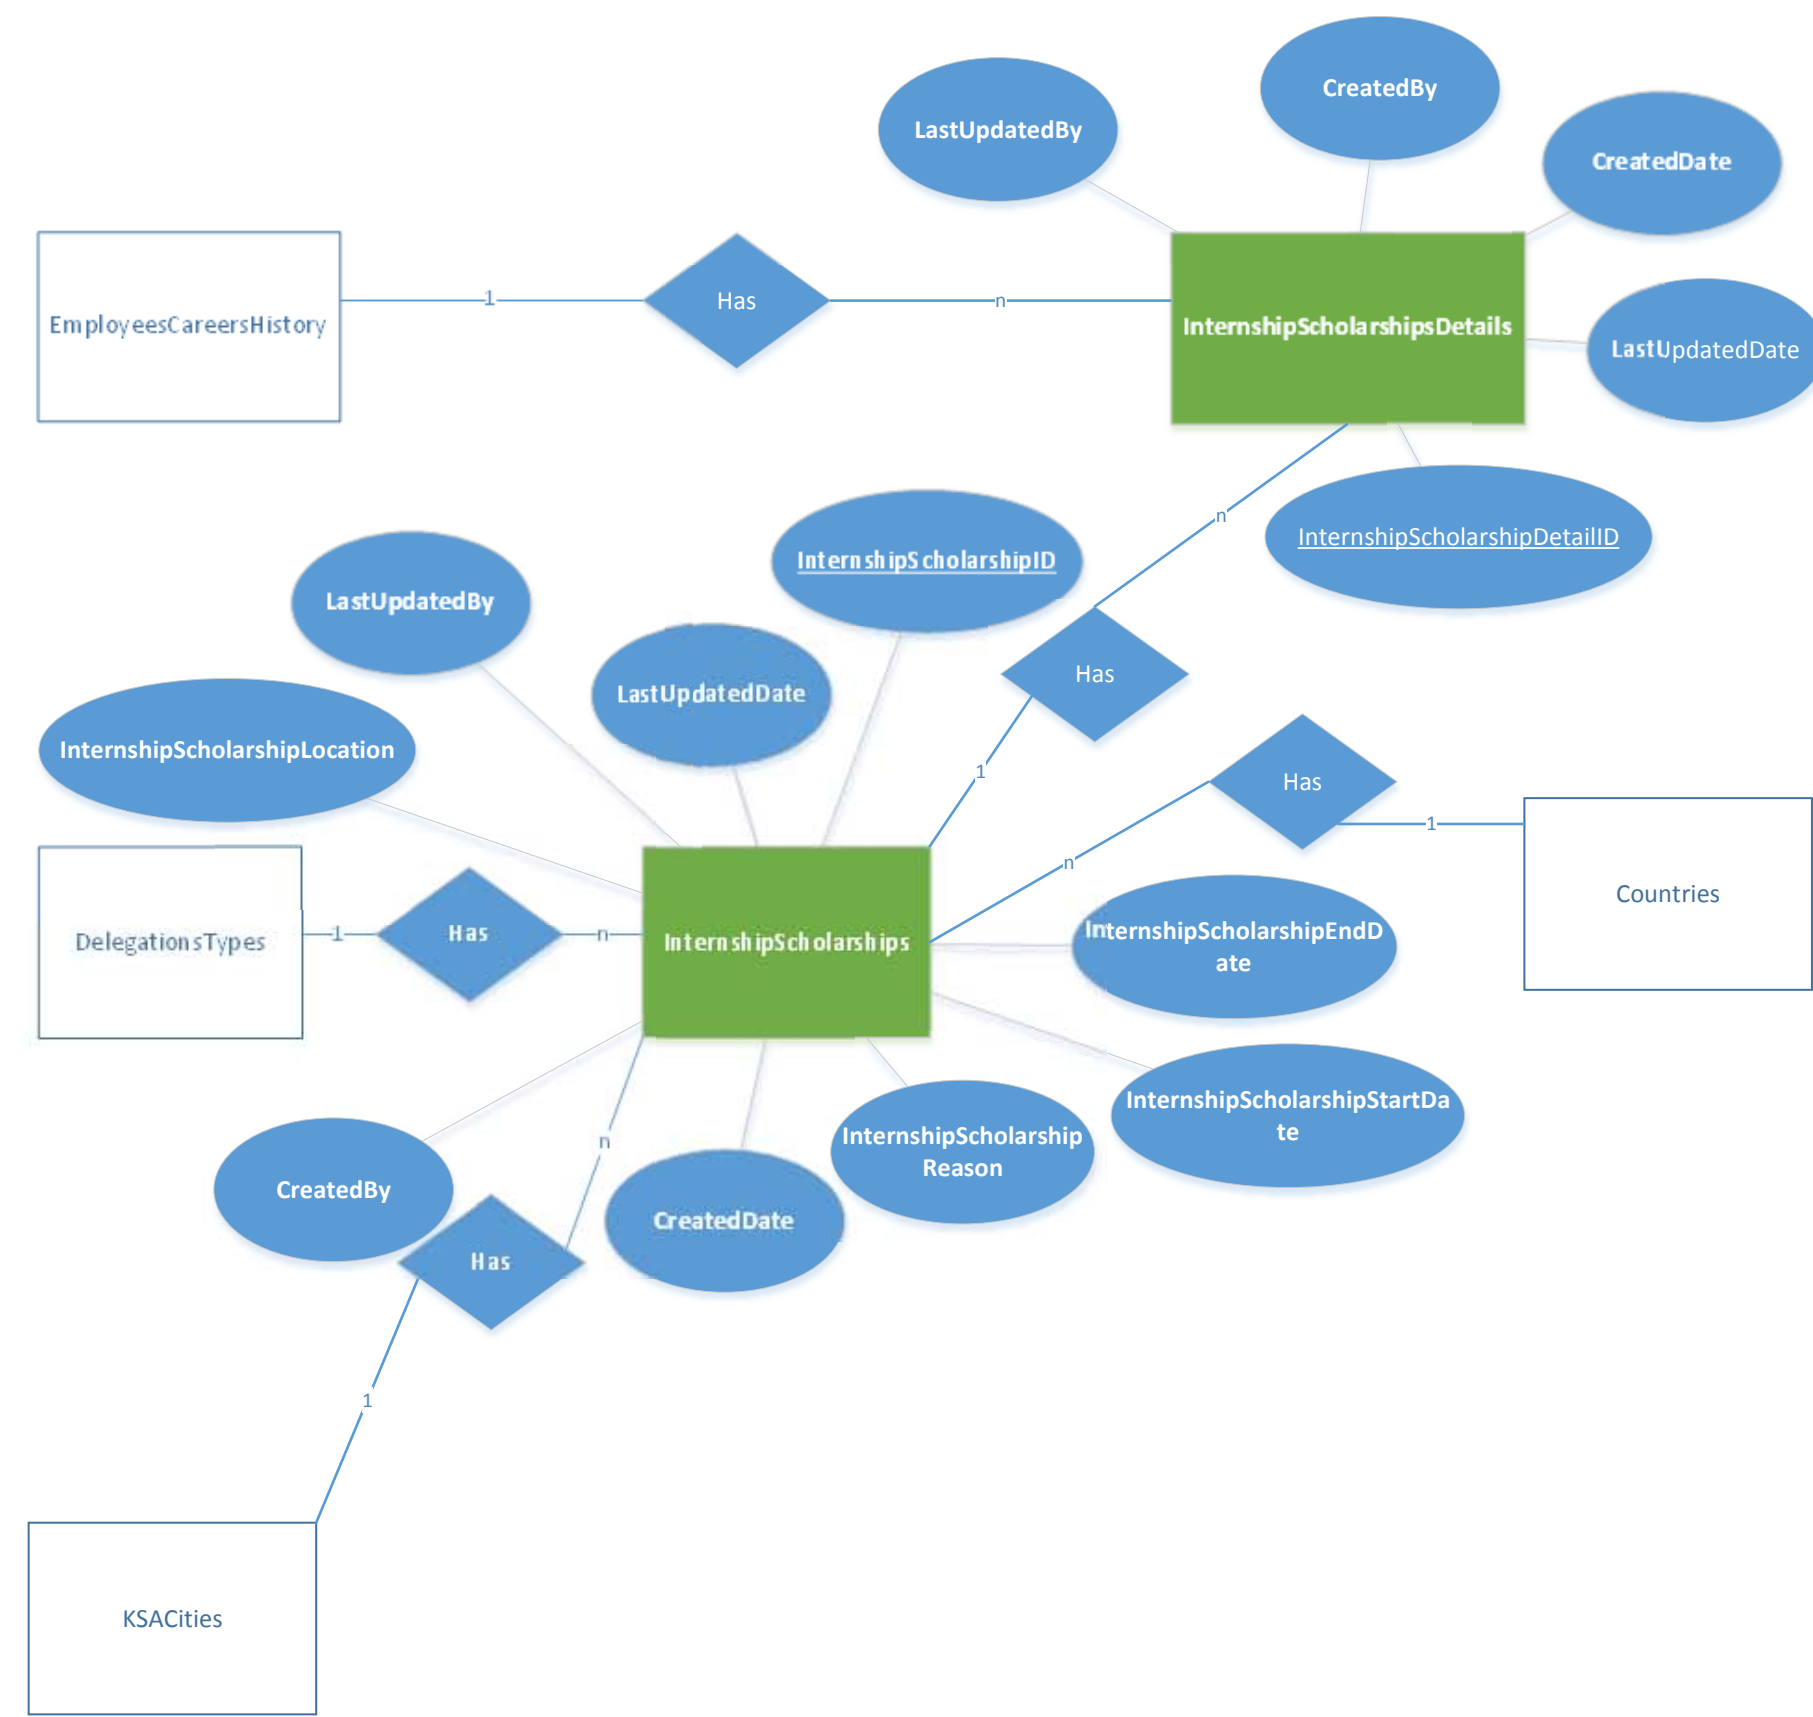 CreatedBy
LastUpdatedBy
CreatedDate
EmployeesCareersHistory
1
Has
n
InternshipScholarshipsDetails
LastUpdatedDate
n
InternshipScholarshipDetailID
InternshipScholarshipID
LastUpdatedBy
LastUpdatedDate
Has
InternshipScholarshipLocation
1
Has
n
1
Countries
DelegationsTypes
1
Has
n
InternshipScholarships
InternshipScholarshipEndD
ate
InternshipScholarshipStartDa
te
n
InternshipScholarship
Reason
CreatedBy
CreatedDate
Has
1
KSACities